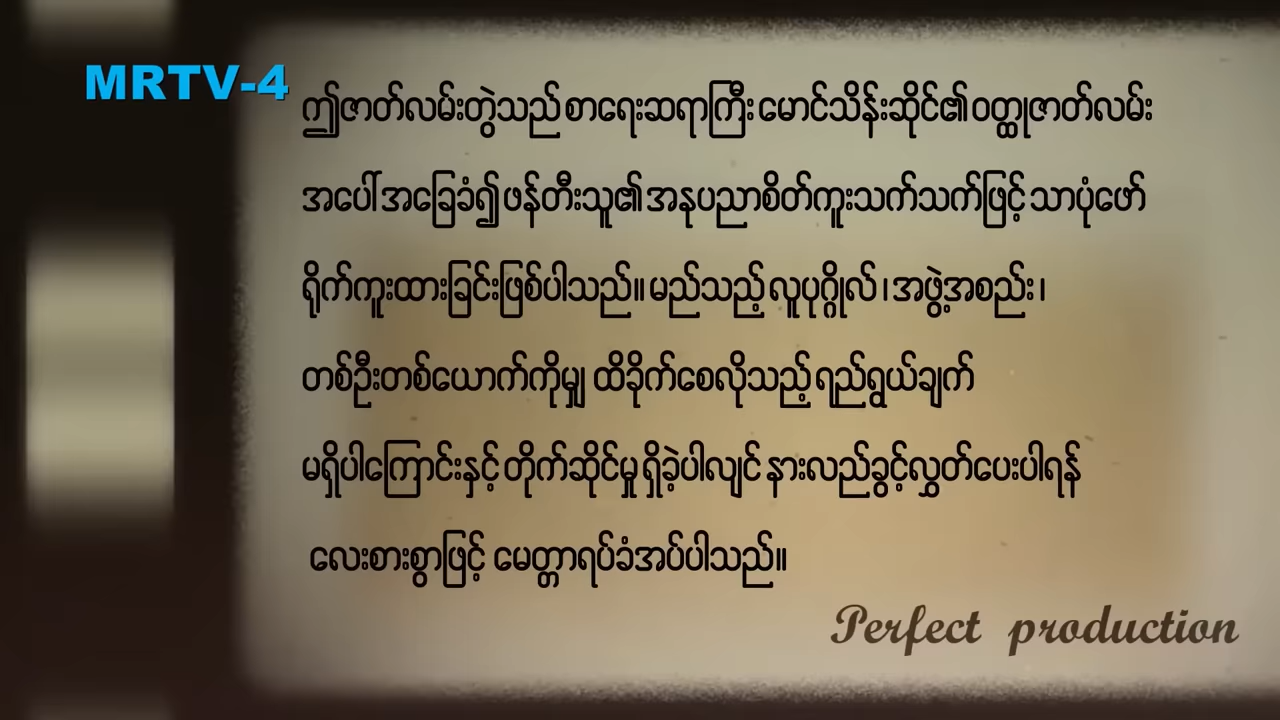 MRTV-4
ဤဇာတ်လမ်းတွဲသည် စာရေးဆရာကြီး မောင်သိန်းဆိုင်၏ ဝတ္ထုဇာတ်လမ်း
အပေါ် အခြေခံ၍ ဖန်တီးသူ၏ အနုပညာစိတ်ကူးသက်သက်ဖြင့် သာပုံဖော်
ရိုက်ကူးထားခြင်းဖြစ်ပါသည်။ မည်သည့် လူပုဂ္ဂိုလ် ၊ အဖွဲ့အစည်း ၊
တစ်ဦးတစ်ယောက်ကိုမျှ ထိခိုက်စေလိုသည့် ရည်ရွယ်ချက်
မရှိပါကြောင်းနှင့် တိုက်ဆိုင်မှု ရှိခဲ့ပါလျင် နားလည်ခွင့်လွှတ်ပေးပါရန်
လေးစားစွာဖြင့် မေတ္တာရပ်ခံအပ်ပါသည်။
Perfect production